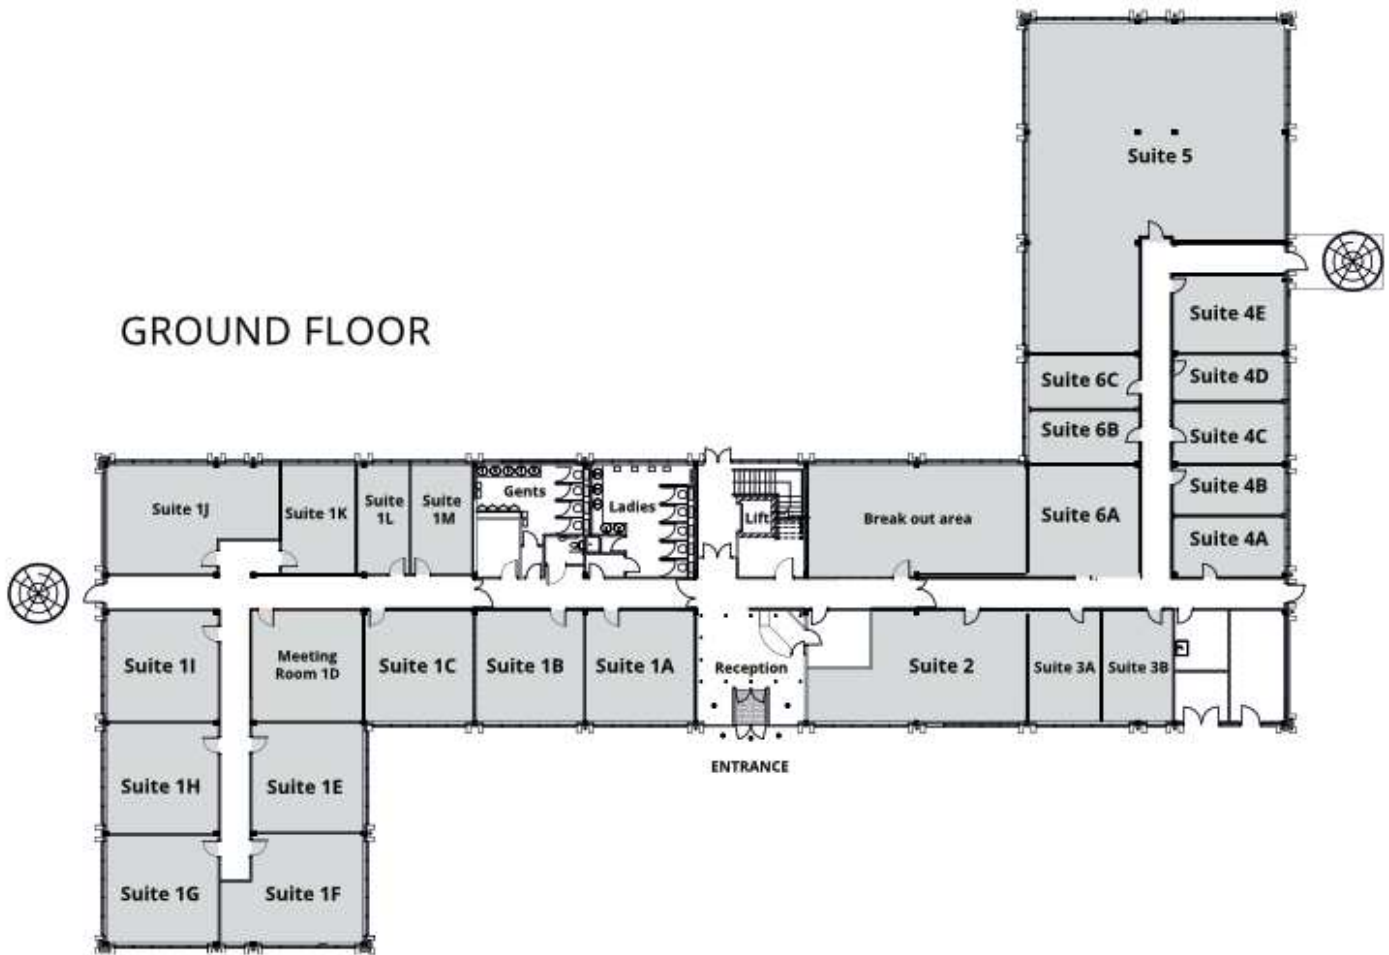 Suite 5
Suite 4E
GROUND FLOOR
Suite 6C
Suite 4D
Suite 6B
Suite 4C
Suite 1J
Suite 1K
Suite
1L
Suite
1M
Gents
Ladies
Lift
Break out area
Suite 6A
Suite 4B
Suite 4A
Suite 1I
Meeting
Room 1D
Suite 1C
Suite 1B
Suite 1A
Reception
Suite 2
Suite 3A
Suite 3B
ENTRANCE
Suite 1H
Suite 1E
Suite 1G
Suite 1F